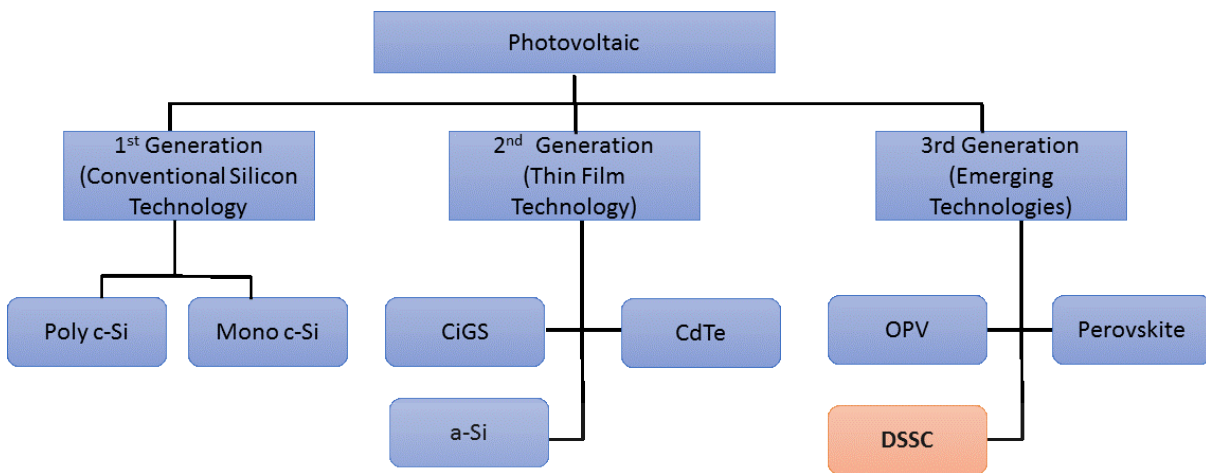 Photovoltaic
1st Generation
(Conventional Silicon
Technology
2nd Generation
(Thin Film
Technology)
3rd Generation
(Emerging
Technologies)
Poly c-Si
Mono c-Si
CiGS
CdTe
OPV
Perovskite
a-Si
DSSC